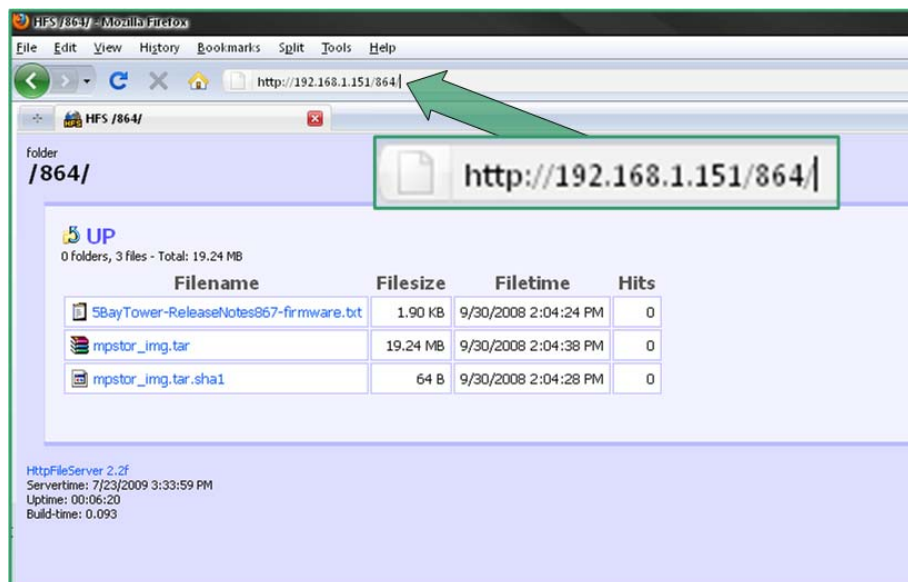 HFS /864/ - Mozilla Firefox
File Edit View History Bookmarks Split Tools Help
http://192.168.1.151/864/
HFS /864/
folder
/864/
http://192.168.1.151/864/
UP
0 folders, 3 files - Total: 19.24 MB
Filename Filesize Filetime Hits
5BayTower-ReleaseNotes867-firmware.txt 1.90 KB 9/30/2008 2:04:24 PM 0
mpstor_img.tar 19.24 MB 9/30/2008 2:04:38 PM 0
mpstor_img.tar.sha1 64 B 9/30/2008 2:04:28 PM 0
HttpFileServer 2.2f
Servertime: 7/23/2009 3:33:59 PM
Uptime: 00:06:20
Build-time: 0.093